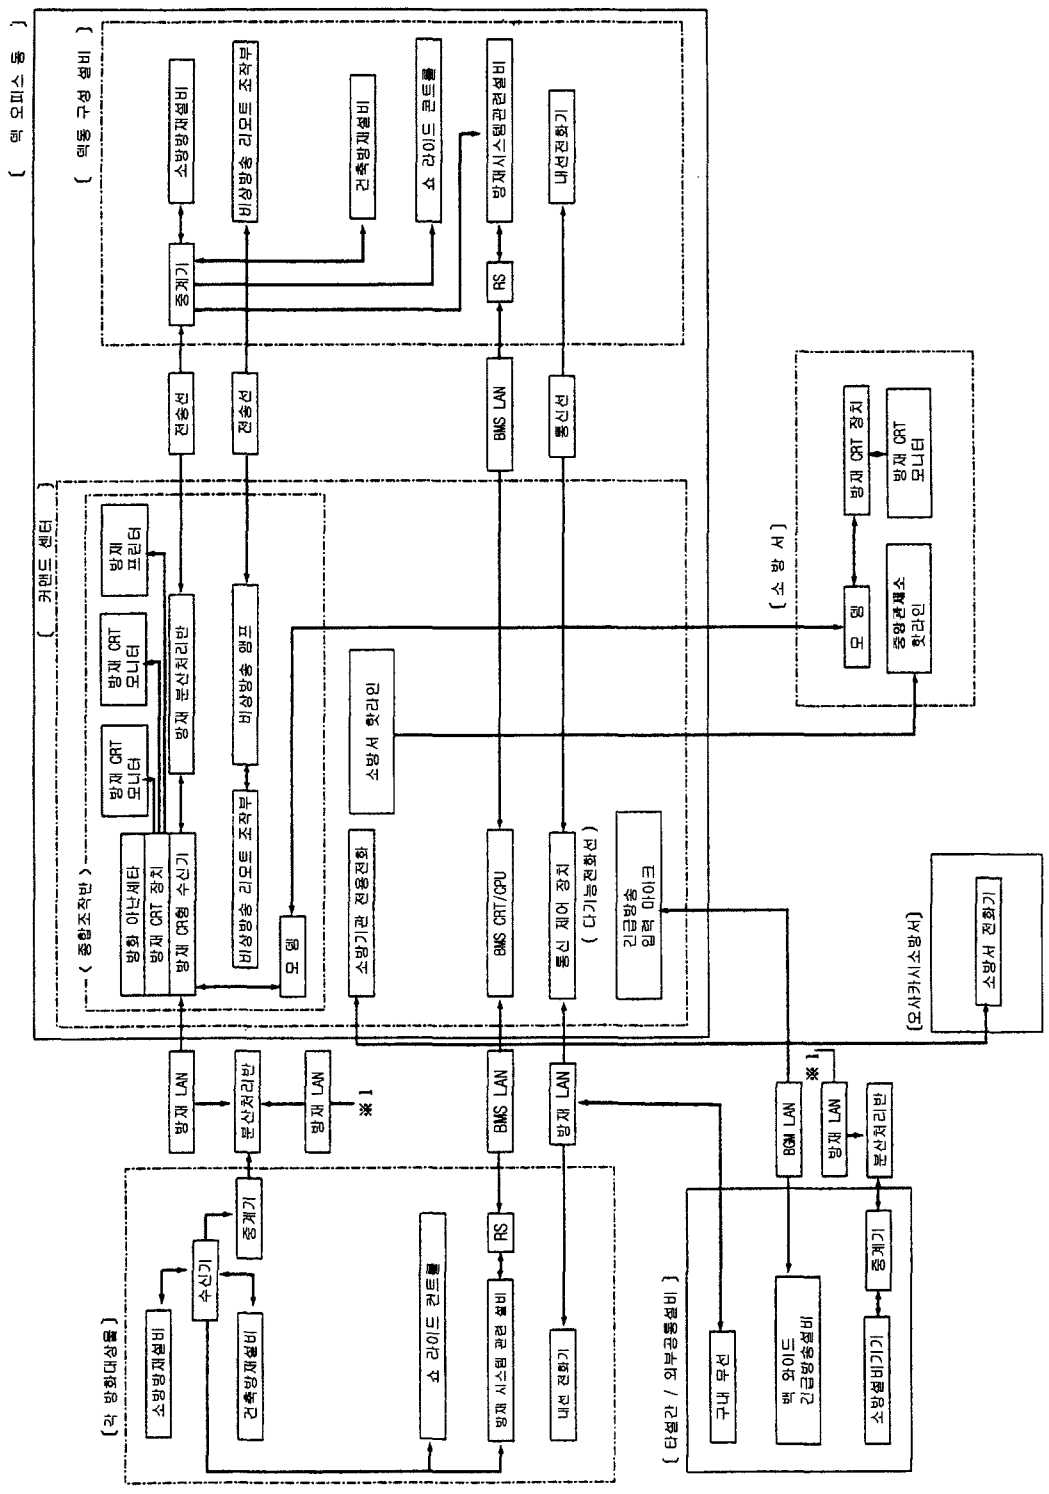 ( 덱 오피스 동 )
( 덱동 구성 설비 )
소방방재설비
비상방송 리모트 조작부
건축방재설비
쇼 라이드 콘트롤
방재시스템관련설비
내선전화기
중계기
RS
전송선
전송선
BMS LAN
통신선
( 커맨드 센터 )
< 종합조작반 >
방재
프린터
방재 CRT
모니터
방재 CRT
모니터
방재 분산처리반
비상방송 앰프
방화 아난세타
방재 CRT 장치
방재 CR형 수신기
비상방송 리모트 조작부
모 뎀
소방서 핫라인
소방기관 전용전화
BMS CRT/CPU
통신 제어 장치
( 다기능전화선 )
긴급방송
입력 마이크
( 소 방 서 )
방재 CRT 장치
방재 CRT
모니터
모 뎀
중앙관제소
핫라인
(오사카시소방서)
소방서 전화기
방재 LAN
분산처리반
방재 LAN
※ 1
BMS LAN
방재 LAN
BGM LAN
※ 1
방재 LAN
분산처리반
(각 방화대상물)
소방방재설비
수신기
중계기
건축방재설비
쇼 라이드 컨트롤
RS
방재 시스템 관련 설비
내선 전화기
( 타설간 / 외부공통설비 )
구내 무선
백 와이드
긴급방송설비
중계기
소방설비기기